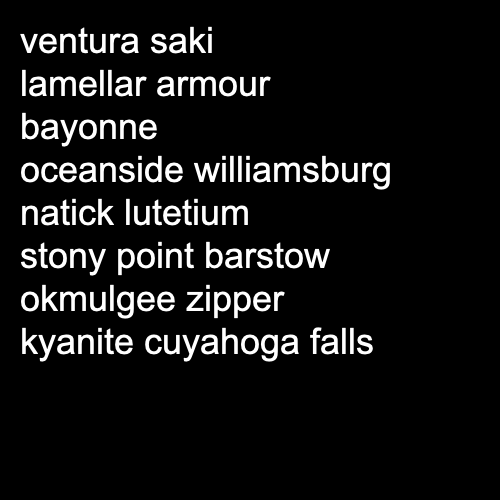 ventura saki
lamellar armour
bayonne
oceanside williamsburg
natick lutetium
stony point barstow
okmulgee zipper
kyanite cuyahoga falls